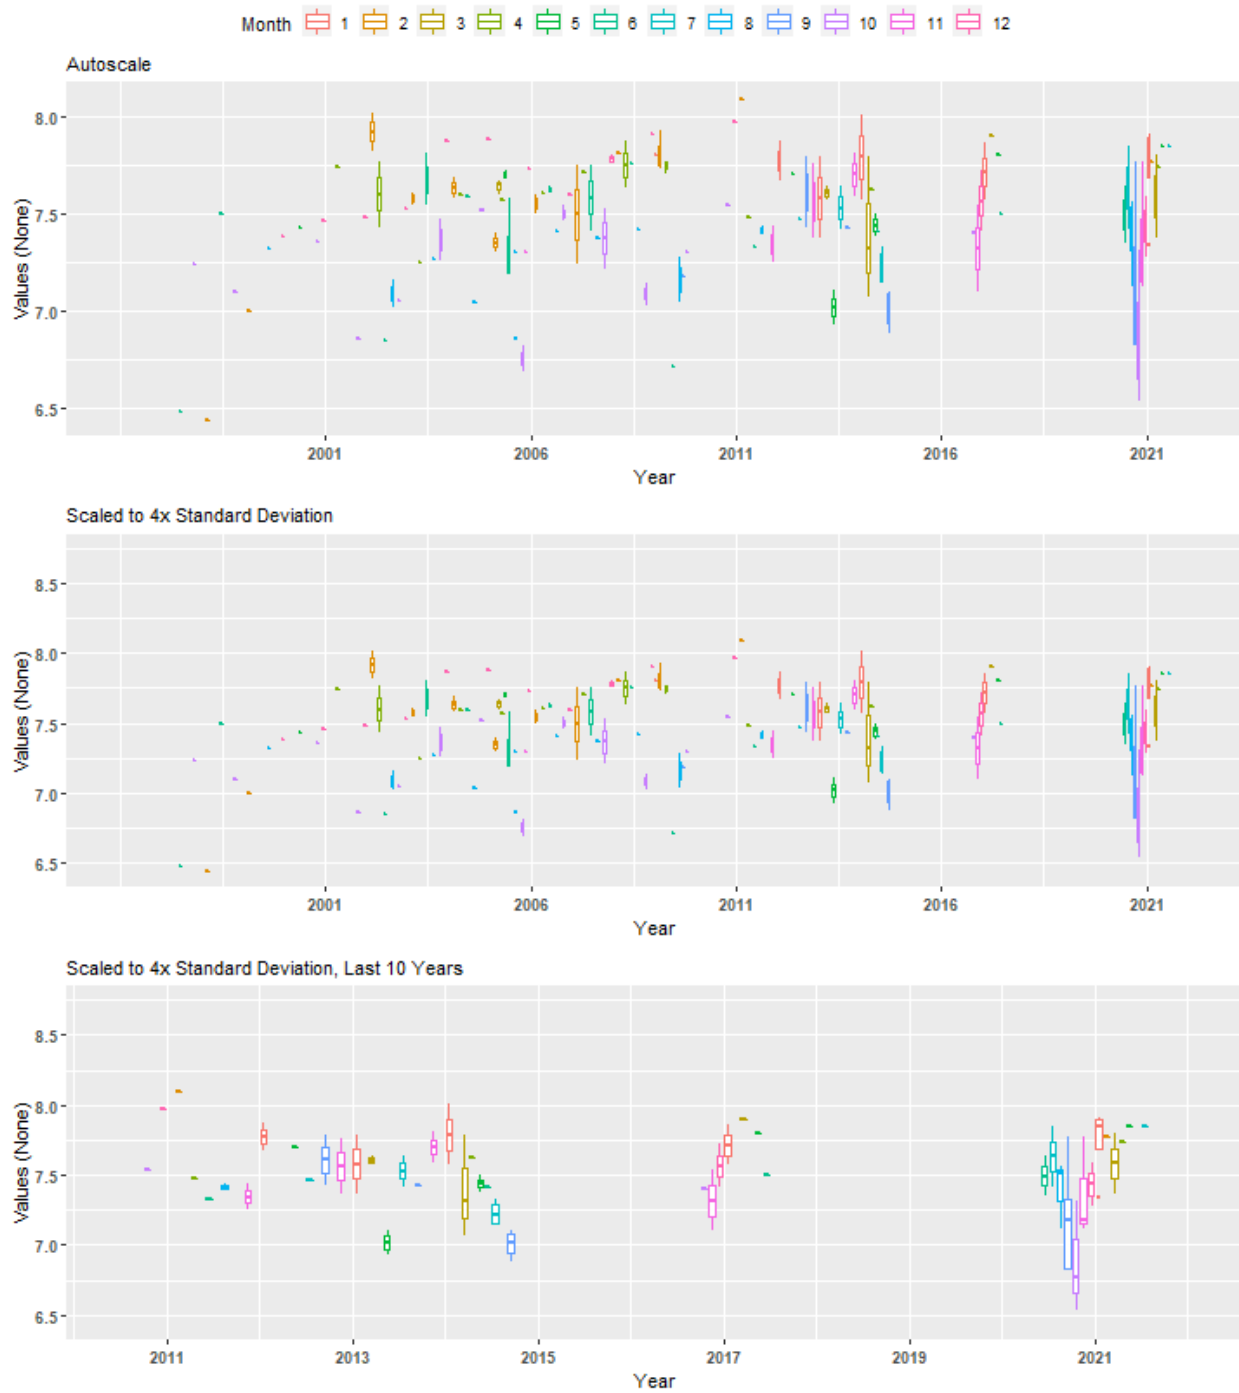 Month 1 2 3 4 5 6 7 8 9 10 11 12
Autoscale
Values (None)
8.0
7.5
7.0
6.5
2001 2006 2011 2016 2021
Year
Scaled to 4x Standard Deviation
Values (None)
8.5
8.0
7.5
7.0
6.5
2001 2006 2011 2016 2021
Year
Scaled to 4x Standard Deviation, Last 10 Years
Values (None)
8.5
8.0
7.5
7.0
6.5
2011 2013 2015 2017 2019 2021
Year